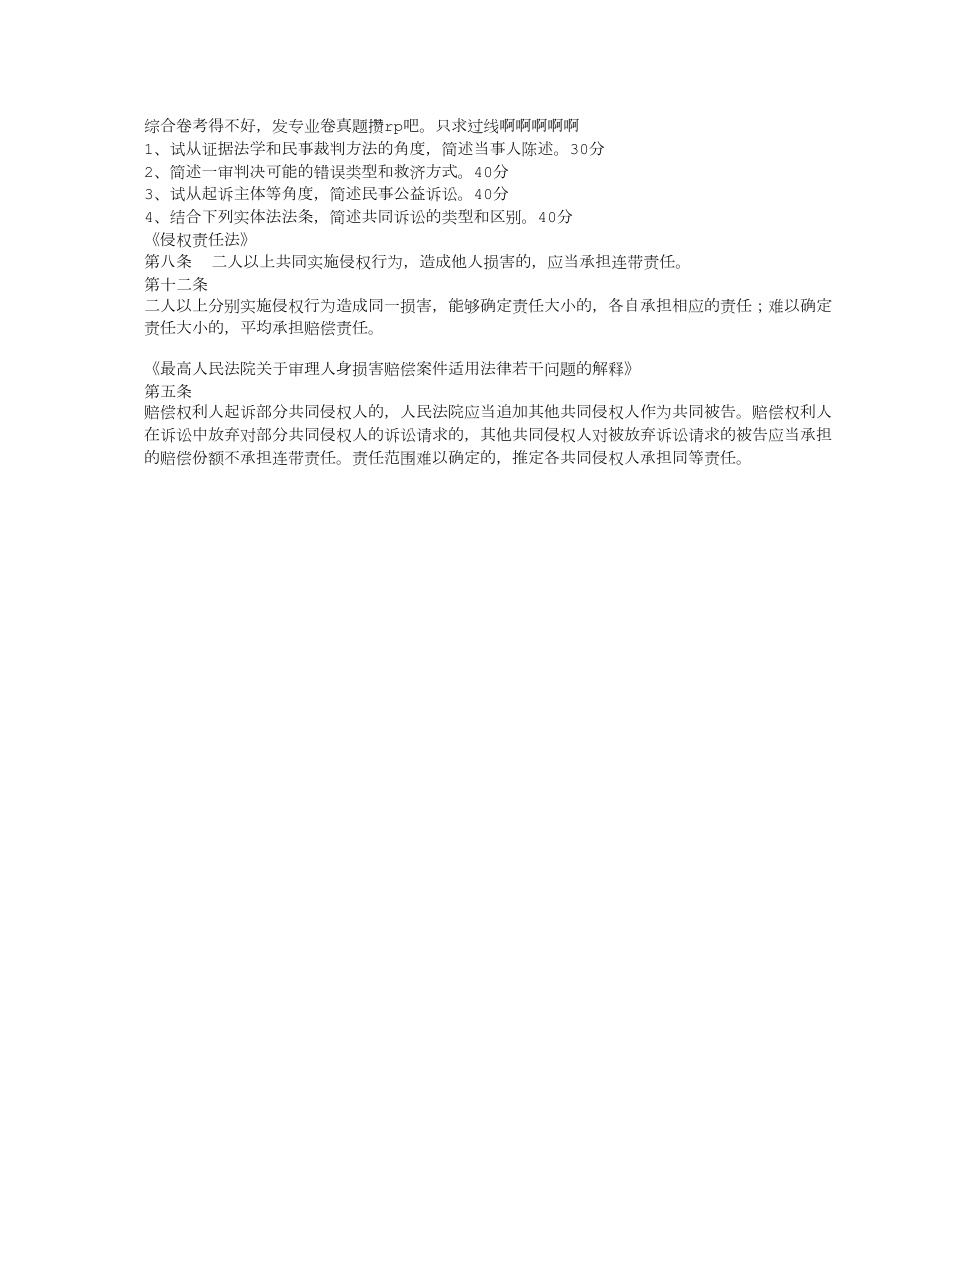 综合卷考得不好，发专业卷真题攒rp吧。只求过线啊啊啊啊啊
1、试从证据法学和民事裁判方法的角度，简述当事人陈述。30分
2、简述一审判决可能的错误类型和救济方式。40分
3、试从起诉主体等角度，简述民事公益诉讼。40分
4、结合下列实体法法条，简述共同诉讼的类型和区别。40分
《侵权责任法》
第八条　二人以上共同实施侵权行为，造成他人损害的，应当承担连带责任。
第十二条
二人以上分别实施侵权行为造成同一损害，能够确定责任大小的，各自承担相应的责任；难以确定
责任大小的，平均承担赔偿责任。
《最高人民法院关于审理人身损害赔偿案件适用法律若干问题的解释》
第五条
赔偿权利人起诉部分共同侵权人的，人民法院应当追加其他共同侵权人作为共同被告。赔偿权利人
在诉讼中放弃对部分共同侵权人的诉讼请求的，其他共同侵权人对被放弃诉讼请求的被告应当承担
的赔偿份额不承担连带责任。责任范围难以确定的，推定各共同侵权人承担同等责任。